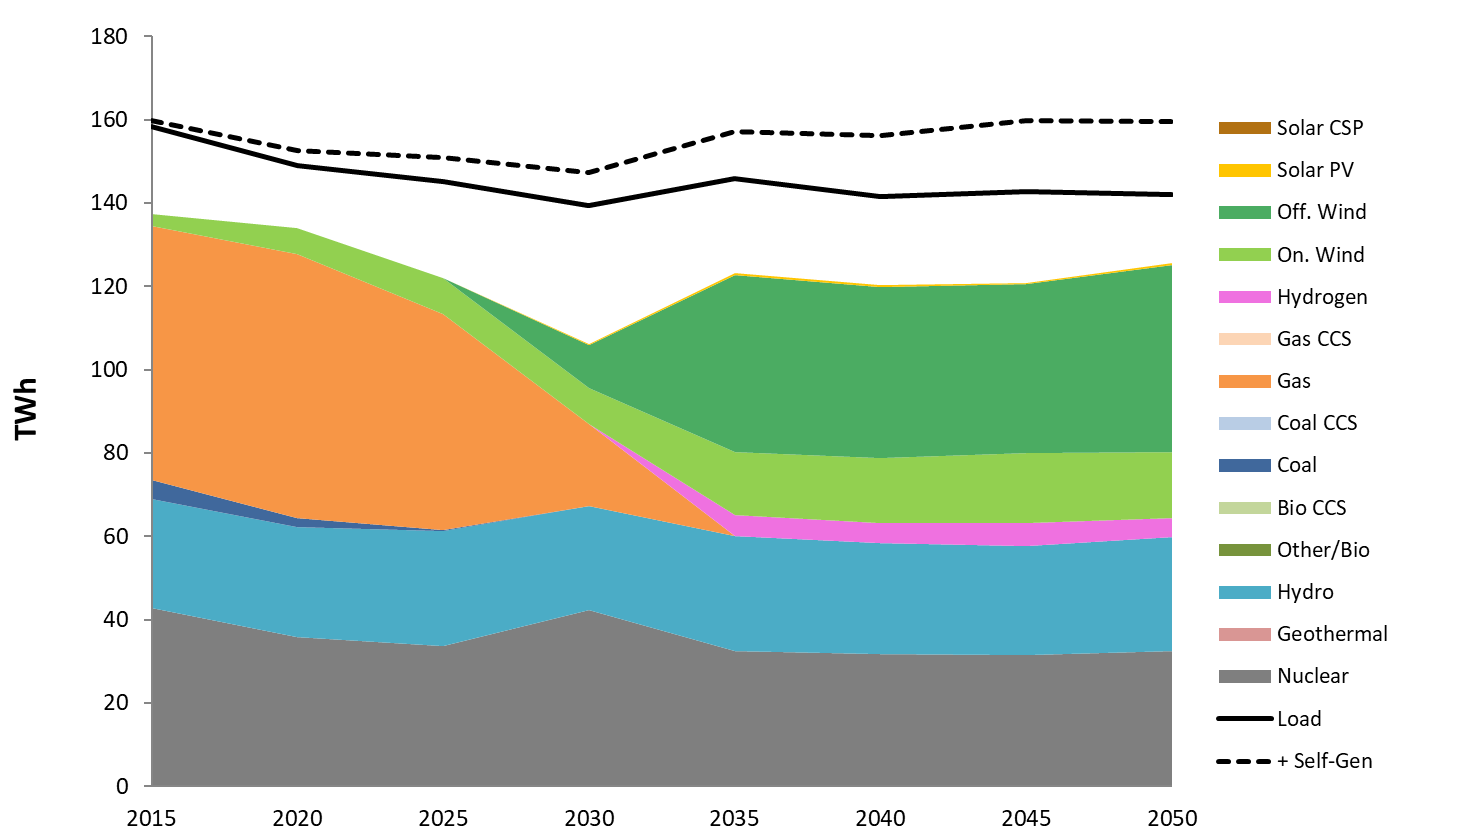 180
160
140
120
100
80
60
40
20
0
TWh
2015 2020 2025 2030 2035 2040 2045 2050
Solar CSP
Solar PV
Off. Wind
On. Wind
Hydrogen
Gas CCS
Gas
Coal CCS
Coal
Bio CCS
Other/Bio
Hydro
Geothermal
Nuclear
Load
+ Self-Gen